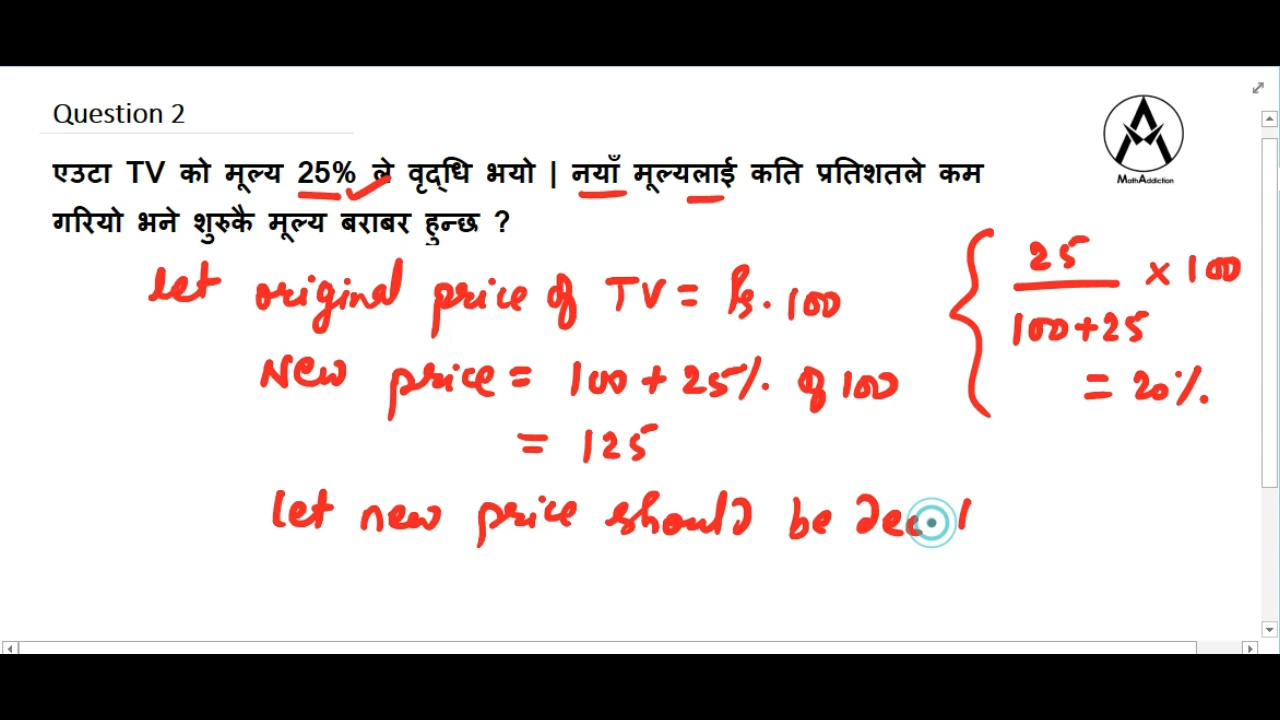 Question 2
MathAddiction
एउटा TV को मूल्य 25% ले वृद्धि भयो | नयाँ मूल्यलाई कति प्रतिशतले कम
गरियो भने शुरुकै मूल्य बराबर हुन्छ ?
let original price of TV = Rs. 100
New price = 100 + 25% of 100
= 125
let new price should be
25
100+25
× 100
= 20%